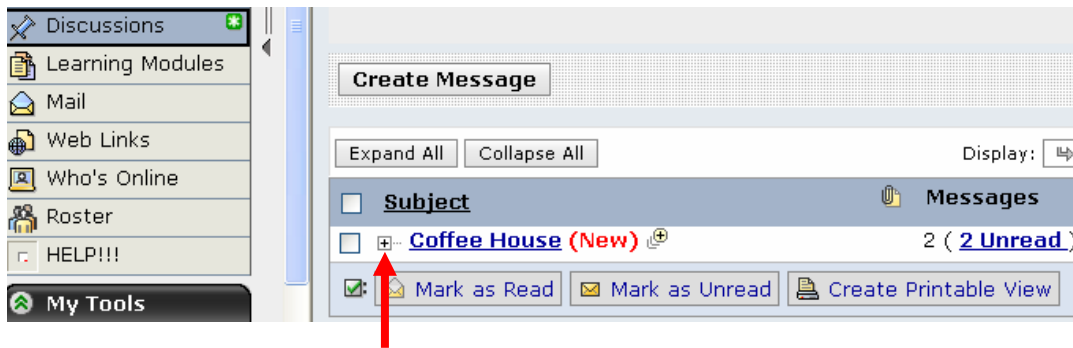 Discussions
Learning Modules
Mail
Web Links
Who's Online
Roster
HELP!!!
My Tools
Create Message
Expand All Collapse All Display:
Subject Messages
Coffee House (New) 2 ( 2 Unread )
Mark as Read Mark as Unread Create Printable View